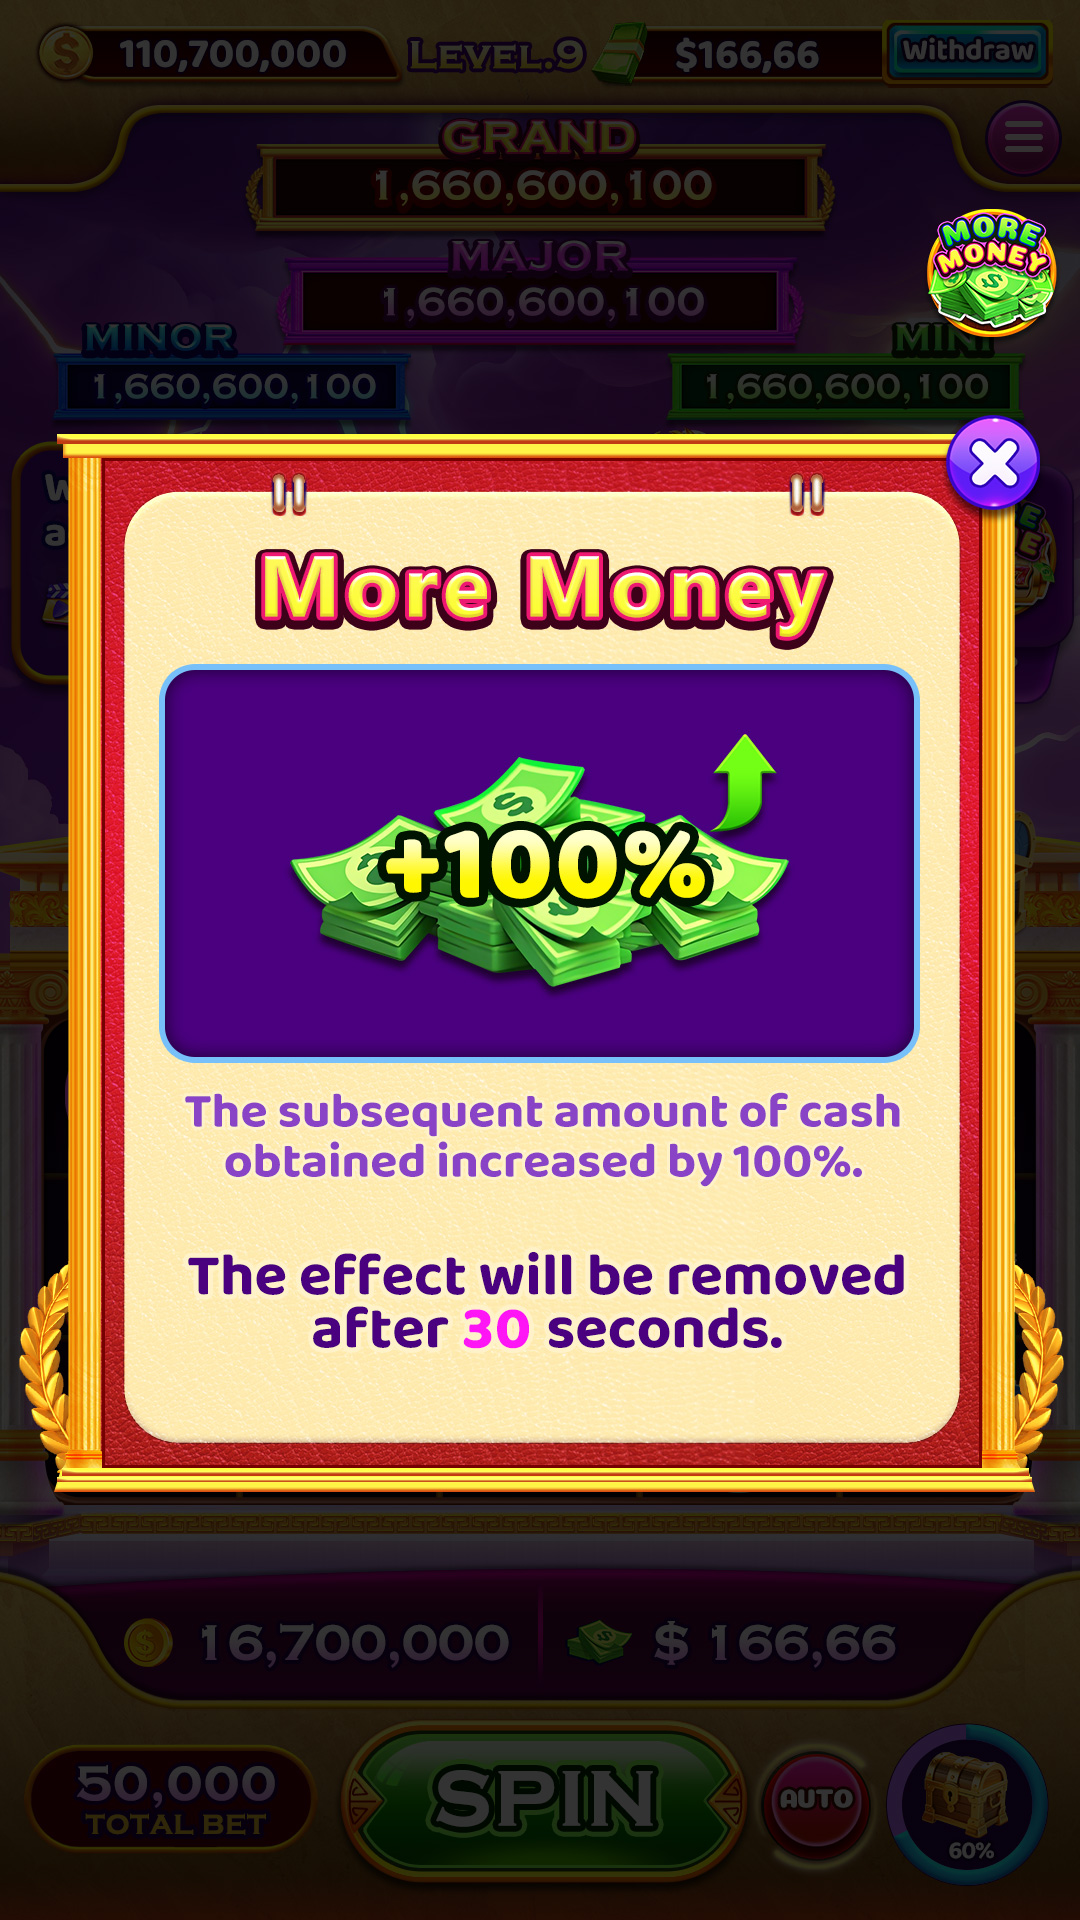 110,700,000
LEVEL.9
$166,66
Withdraw
GRAND
1,660,600,100
MAJOR
1,660,600,100
MORE
MONEY
MINOR
MINI
1,660,600,100
1,660,600,100
More Money
+100%
The subsequent amount of cash
obtained increased by 100%.
The effect will be removed
after 30 seconds.
16,700,000
$ 166,66
50,000
TOTAL BET
SPIN
AUTO
60%